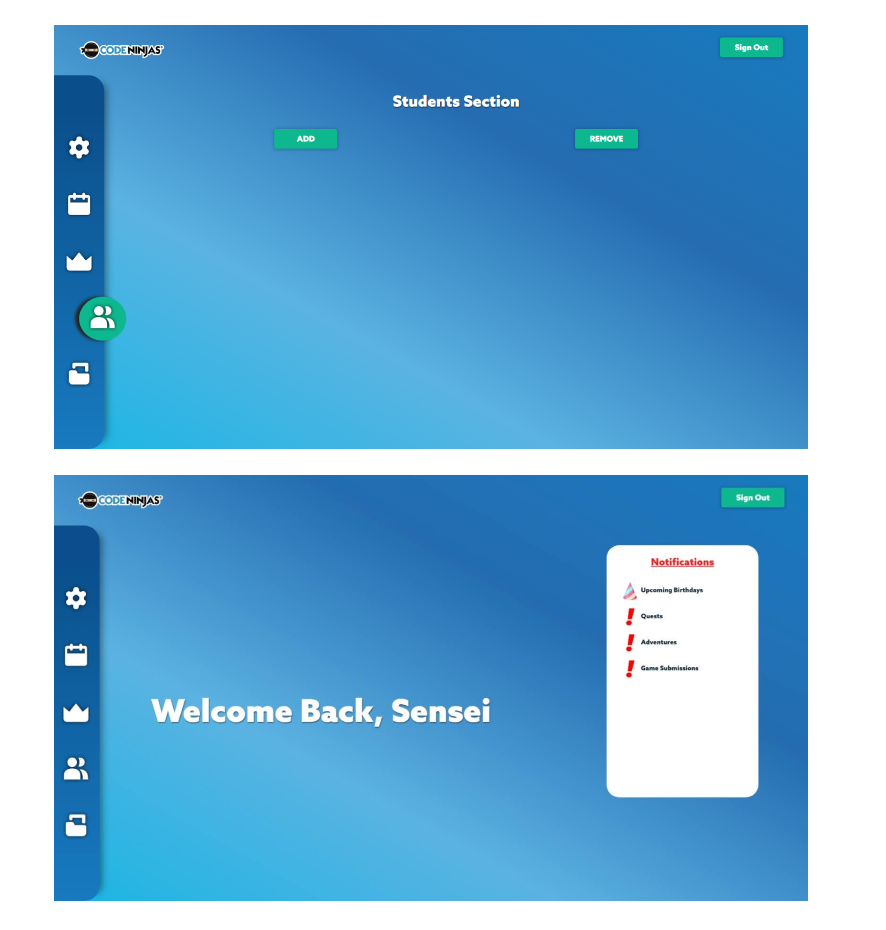 CODE NINJAS®
Sign Out
Students Section
ADD
REMOVE
CODE NINJAS®
Sign Out
Notifications
Upcoming Birthdays
Quests
Adventures
Game Submissions
Welcome Back, Sensei